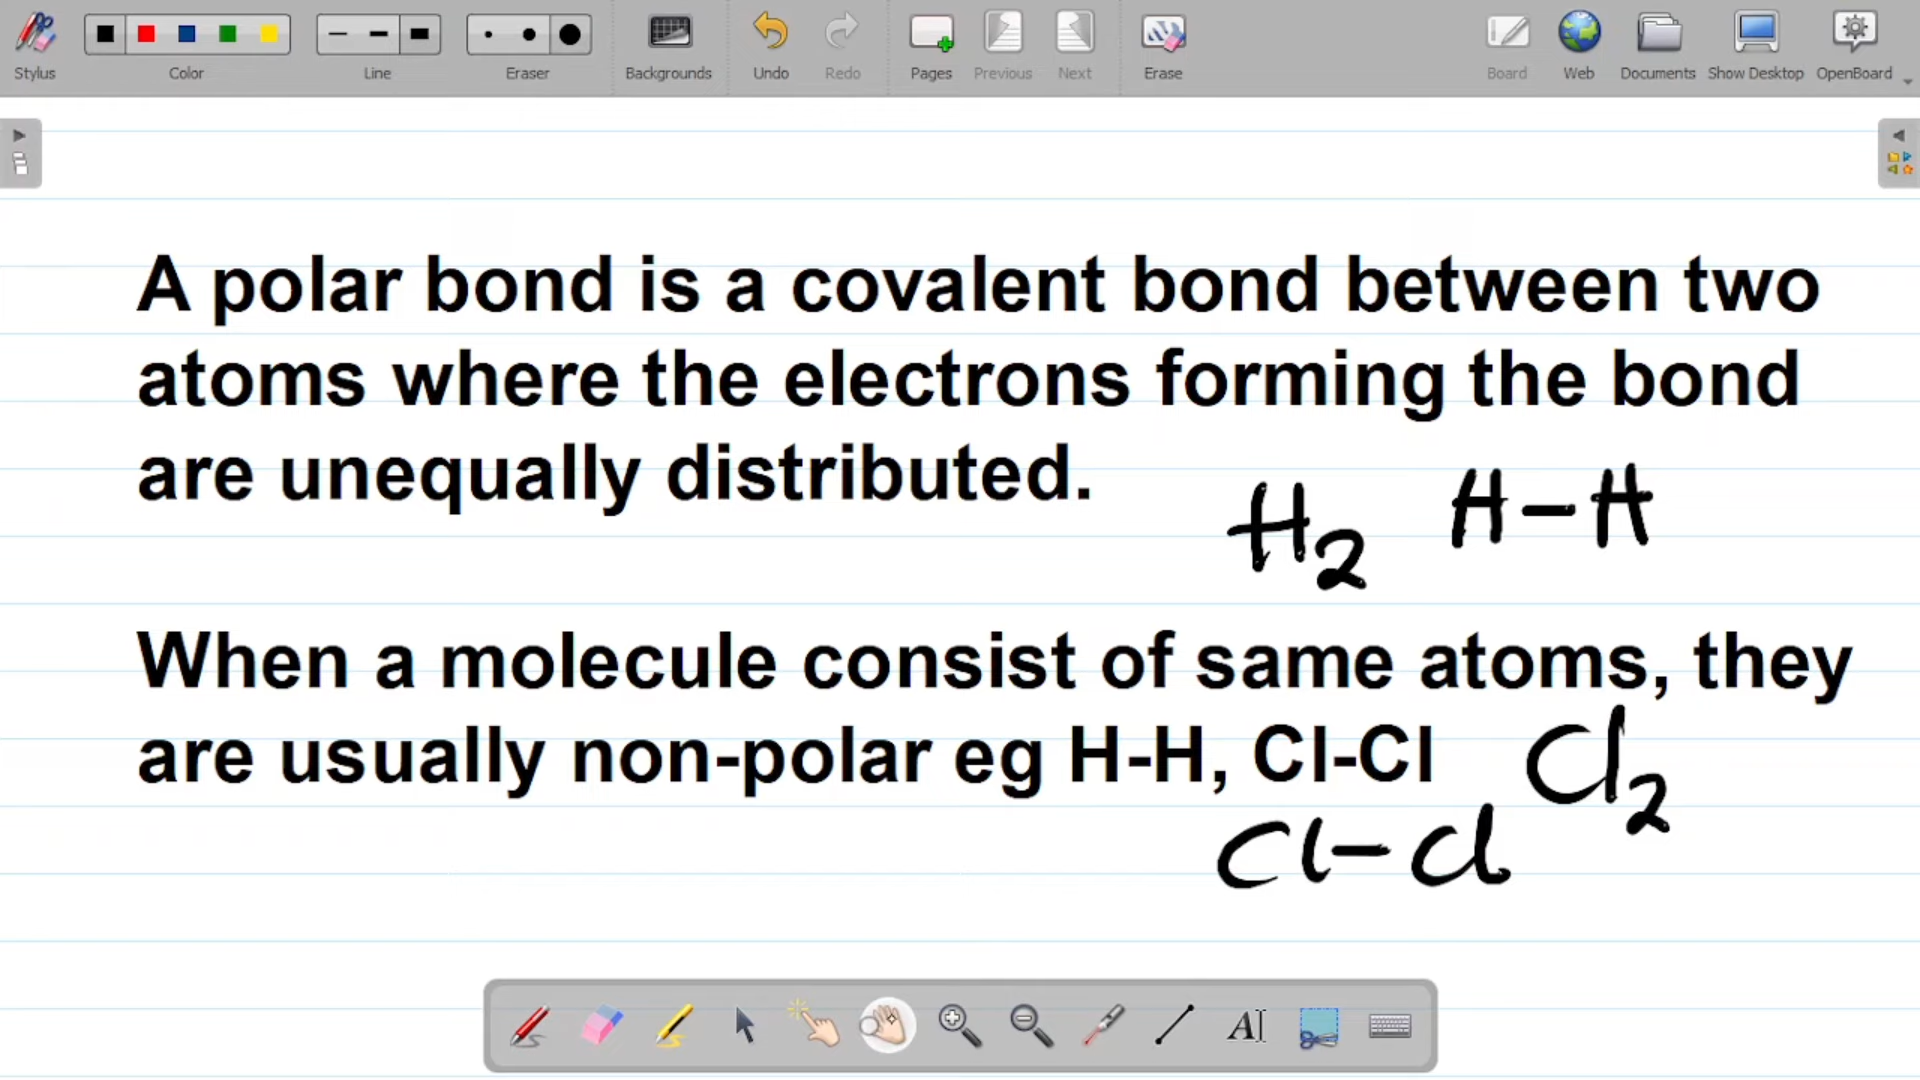 Stylus Color Line Eraser Backgrounds Undo Redo Pages Previous Next Erase Board Web Documents Show Desktop OpenBoard
A polar bond is a covalent bond between two
atoms where the electrons forming the bond
are unequally distributed.
H₂ H–H
When a molecule consist of same atoms, they
are usually non-polar eg H-H, Cl-Cl
Cl₂
Cl–Cl